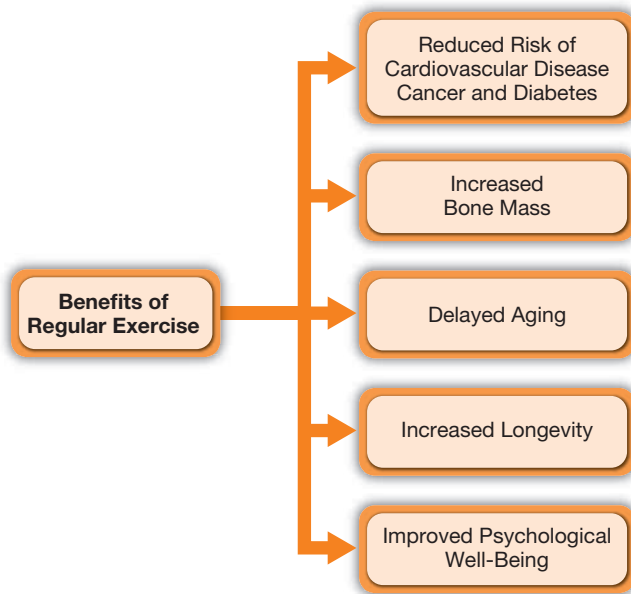 Benefits of
Regular Exercise
Reduced Risk of
Cardiovascular Disease
Cancer and Diabetes
Increased
Bone Mass
Delayed Aging
Increased Longevity
Improved Psychological
Well-Being